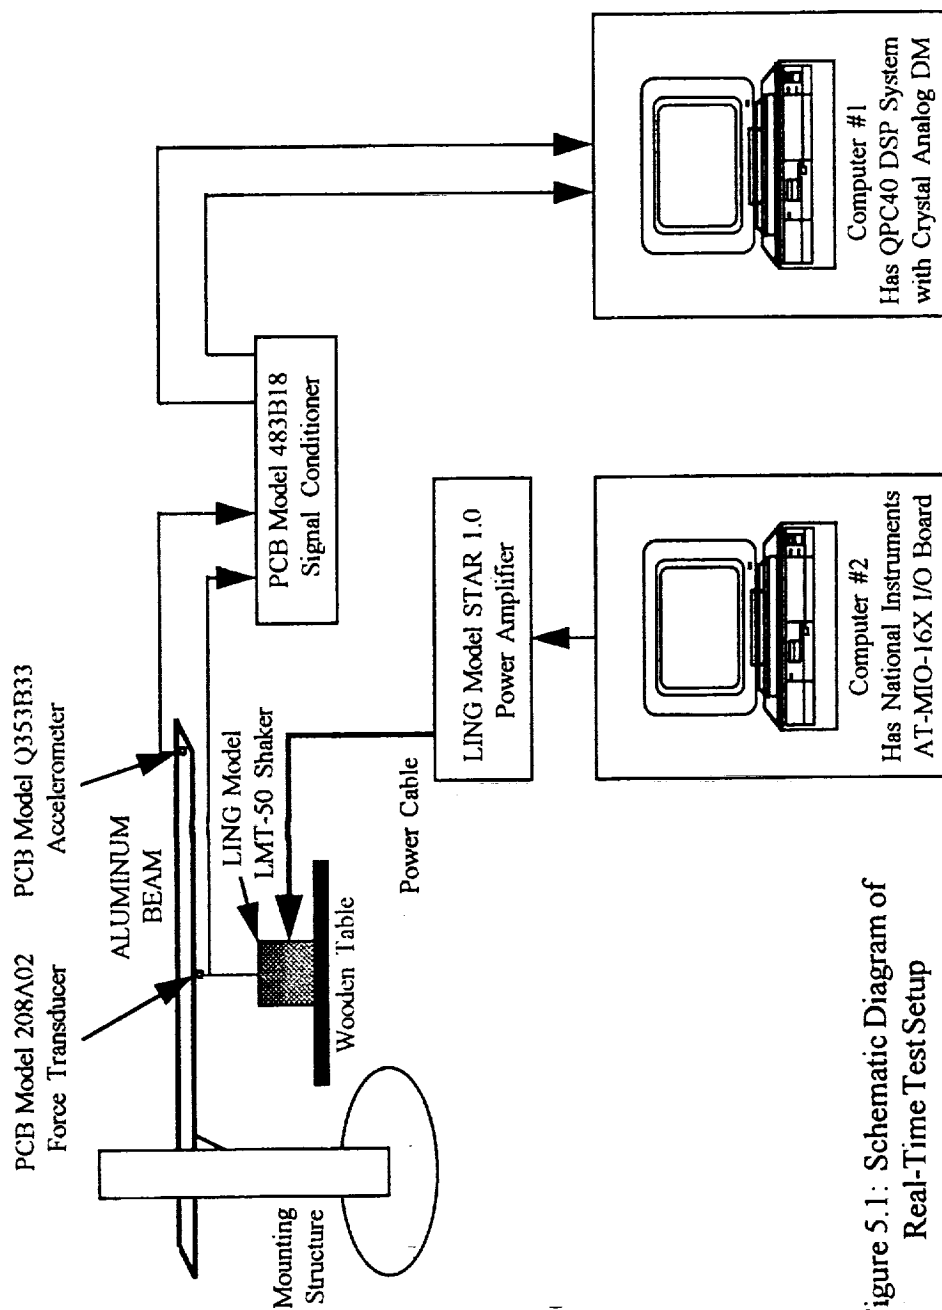 PCB Model 208A02
Force Transducer
PCB Model Q353B33
Accelerometer
ALUMINUM
BEAM
LING Model
LMT-50 Shaker
PCB Model 483B18
Signal Conditioner
Mounting
Structure
Wooden Table
Power Cable
LING Model STAR 1.0
Power Amplifier
Computer #2
Has National Instruments
AT-MIO-16X I/O Board
Computer #1
Has QPC40 DSP System
with Crystal Analog DM
igure 5.1: Schematic Diagram of
Real-Time Test Setup